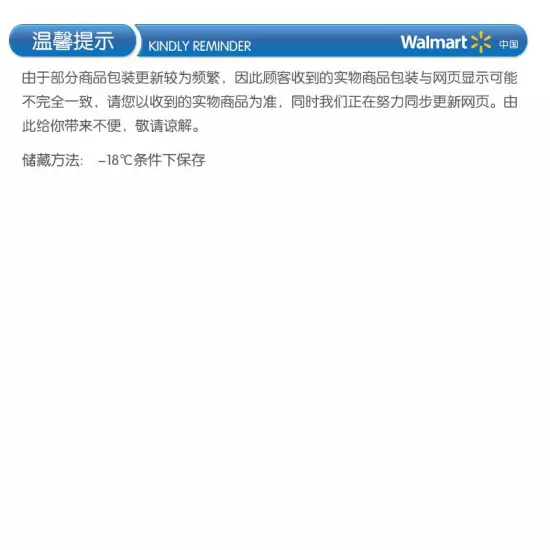 温馨提示 KINDLY REMINDER Walmart 中国
由于部分商品包装更新较为频繁，因此顾客收到的实物商品包装与网页显示可能
不完全一致，请您以收到的实物商品为准，同时我们正在努力同步更新网页。由
此给你带来不便，敬请谅解。
储藏方法: -18℃条件下保存